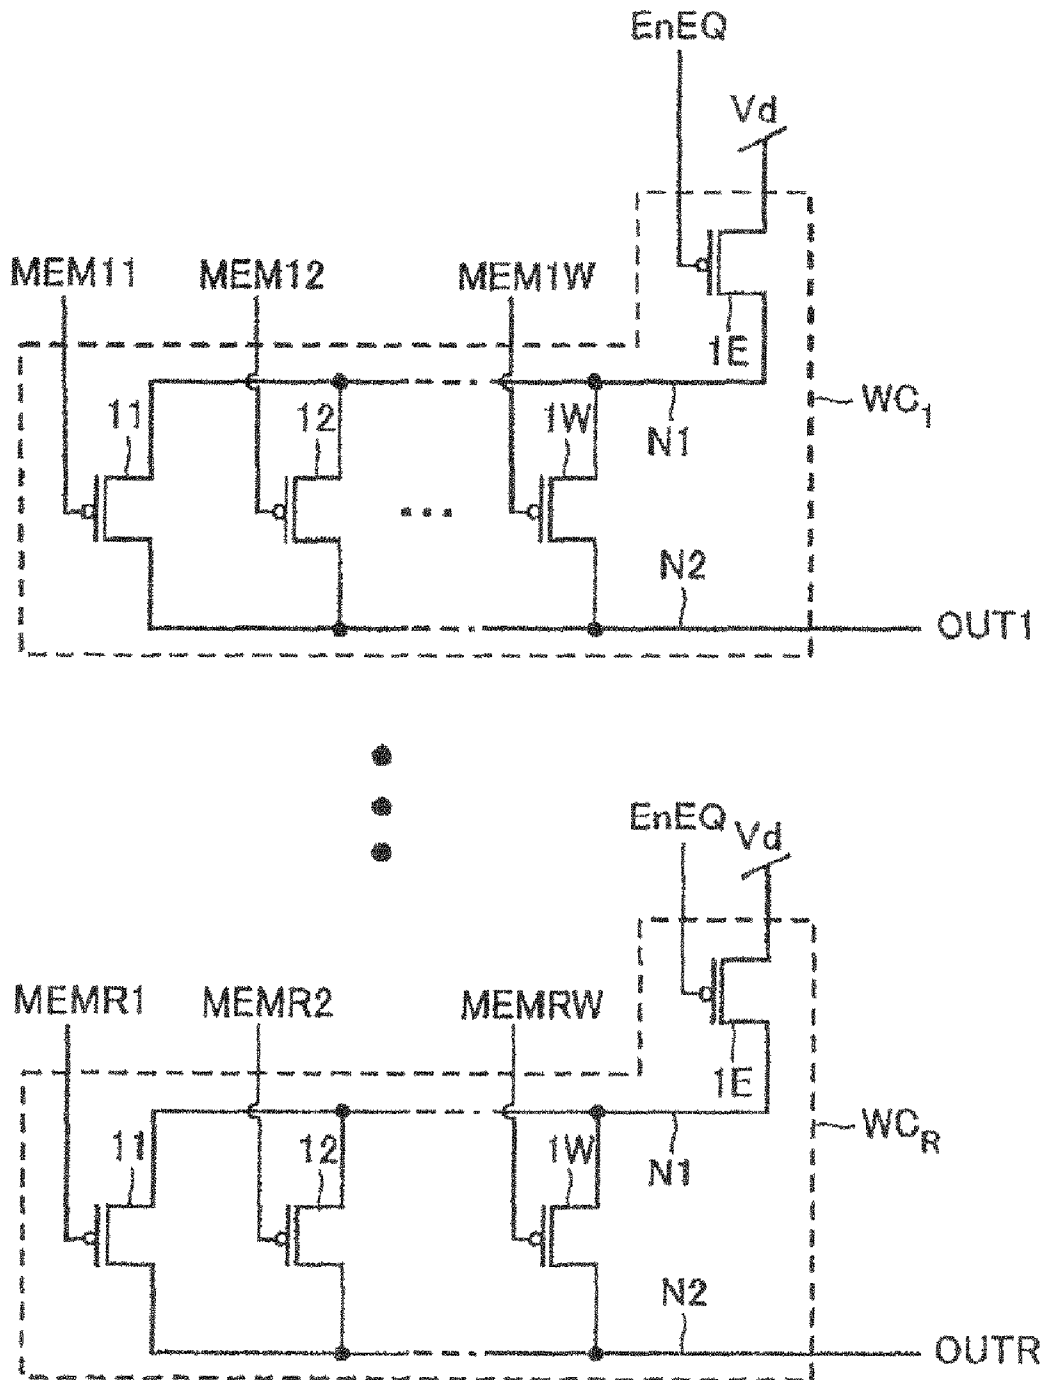 EnEQ
Vd
MEM11
MEM12
MEM1W
1E
11
12
1W
N1
WC1
...
N2
OUT1
EnEQ
Vd
MEMR1
MEMR2
MEMRW
1E
11
12
1W
N1
WCR
N2
OUTR